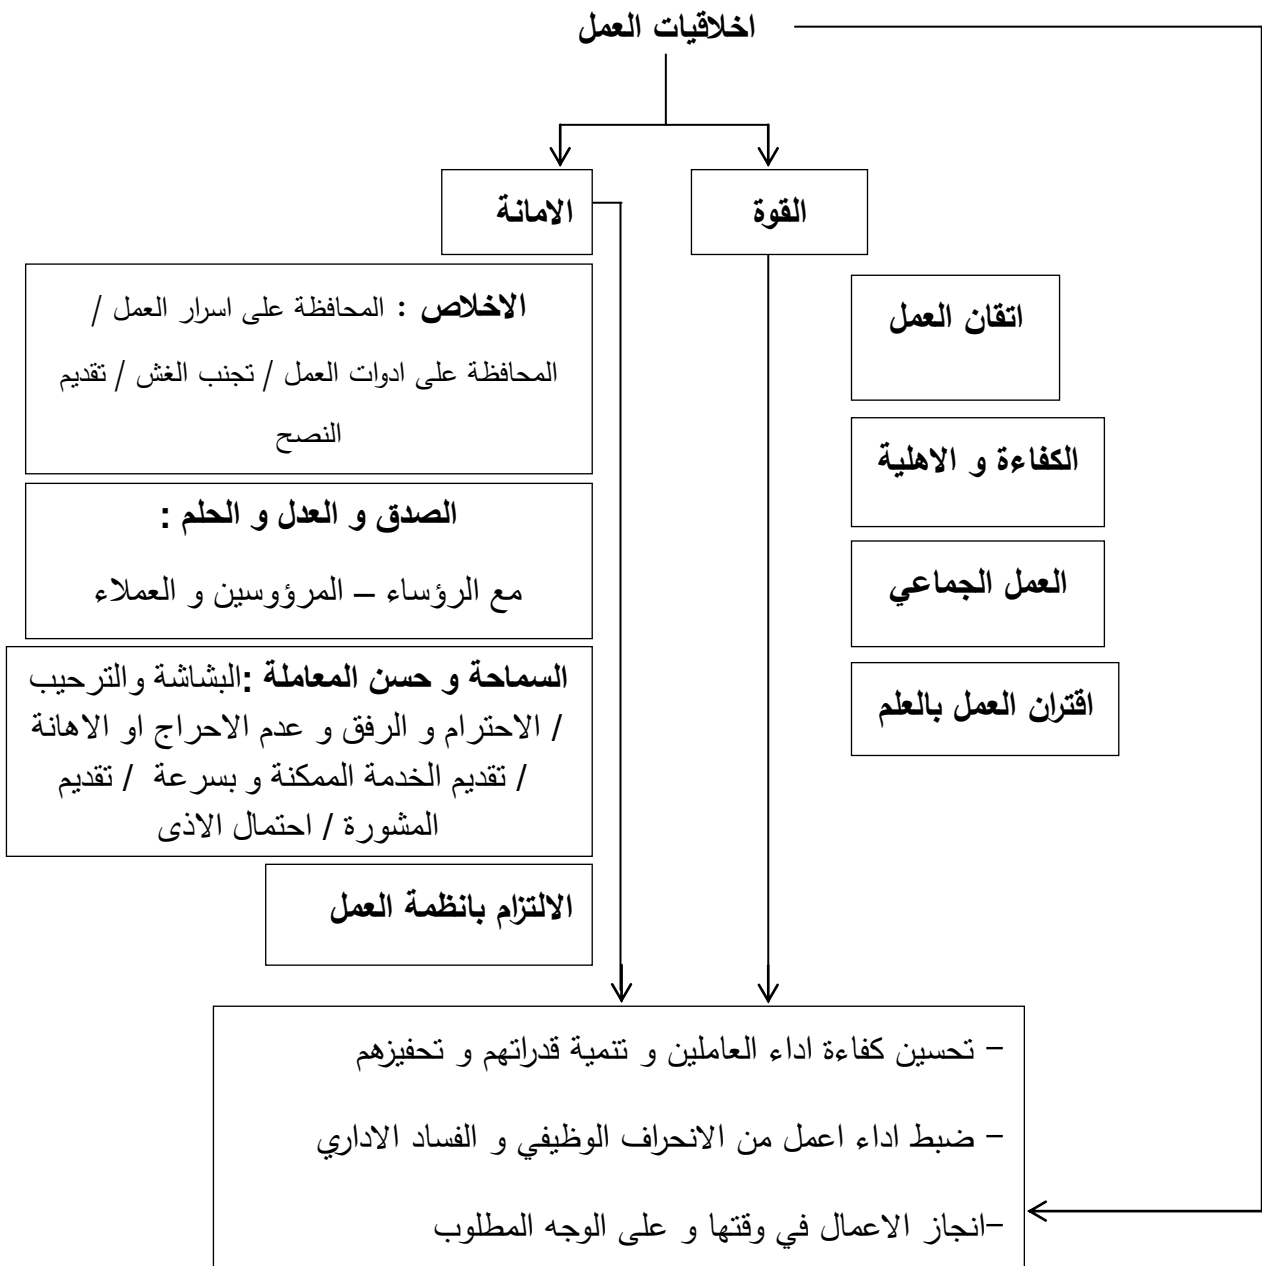 اخلاقيات العمل
القوة
الامانة
اتقان العمل
الكفاءة و الاهلية
العمل الجماعي
اقتران العمل بالعلم
الاخلاص : المحافظة على اسرار العمل /
المحافظة على ادوات العمل / تجنب الغش / تقديم
النصح
الصدق و العدل و الحلم :
مع الرؤساء – المرؤوسين و العملاء
السماحة و حسن المعاملة :البشاشة والترحيب
/ الاحترام و الرفق و عدم الاحراج او الاهانة
/ تقديم الخدمة الممكنة و بسرعة / تقديم
المشورة / احتمال الاذى
الالتزام بانظمة العمل
- تحسين كفاءة اداء العاملين و تنمية قدراتهم و تحفيزهم
- ضبط اداء اعمل من الانحراف الوظيفي و الفساد الاداري
-انجاز الاعمال في وقتها و على الوجه المطلوب